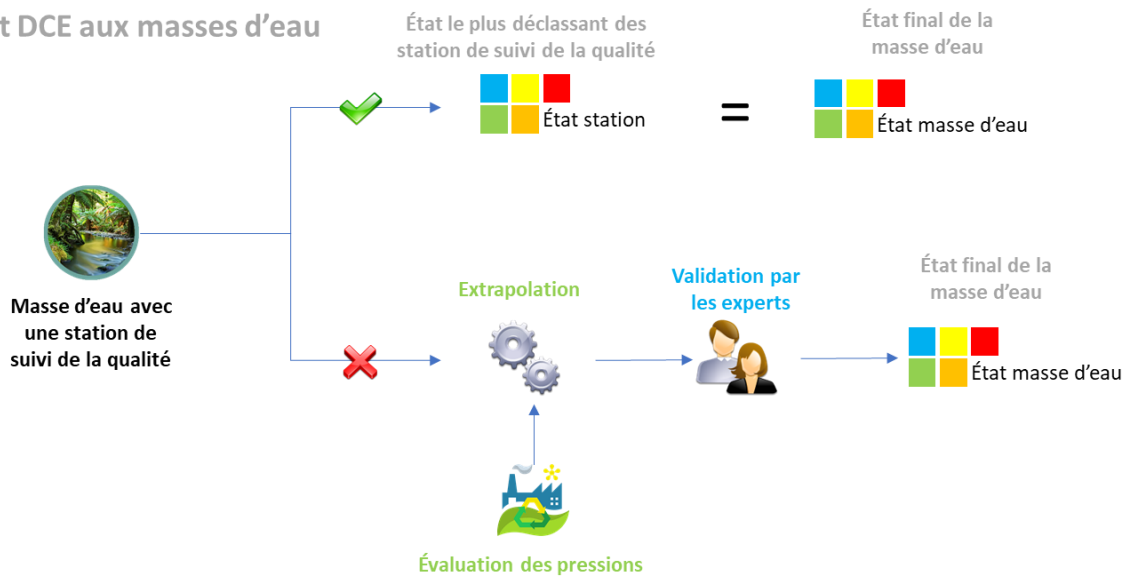 t DCE aux masses d'eau
État le plus déclassant des
station de suivi de la qualité
État final de la
masse d'eau
État station
=
État masse d'eau
Masse d'eau avec
une station de
suivi de la qualité
Extrapolation
Validation par
les experts
État final de la
masse d'eau
État masse d'eau
Évaluation des pressions